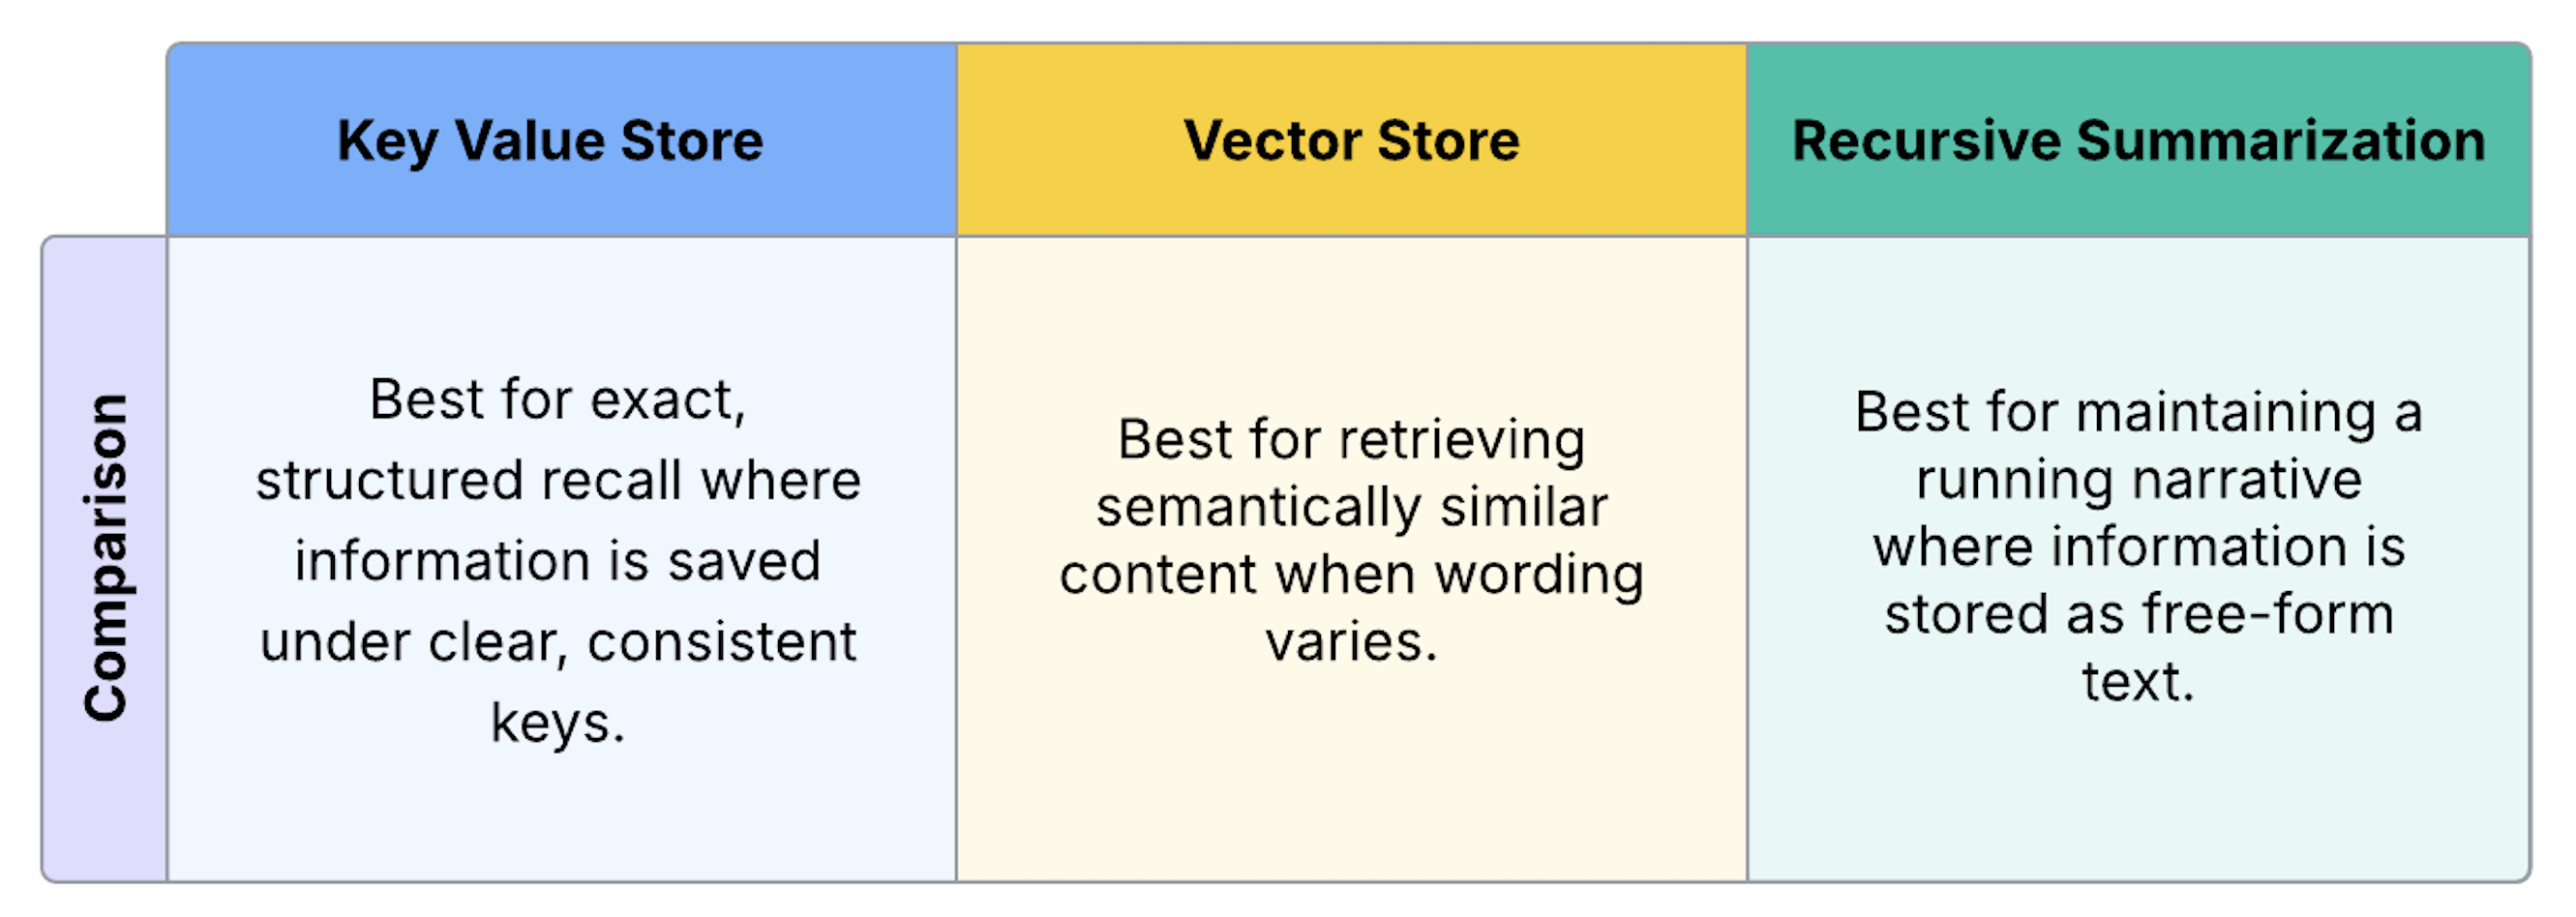 Key Value Store
Vector Store
Recursive Summarization
Comparison
Best for exact,
structured recall where
information is saved
under clear, consistent
keys.
Best for retrieving
semantically similar
content when wording
varies.
Best for maintaining a
running narrative
where information is
stored as free-form
text.